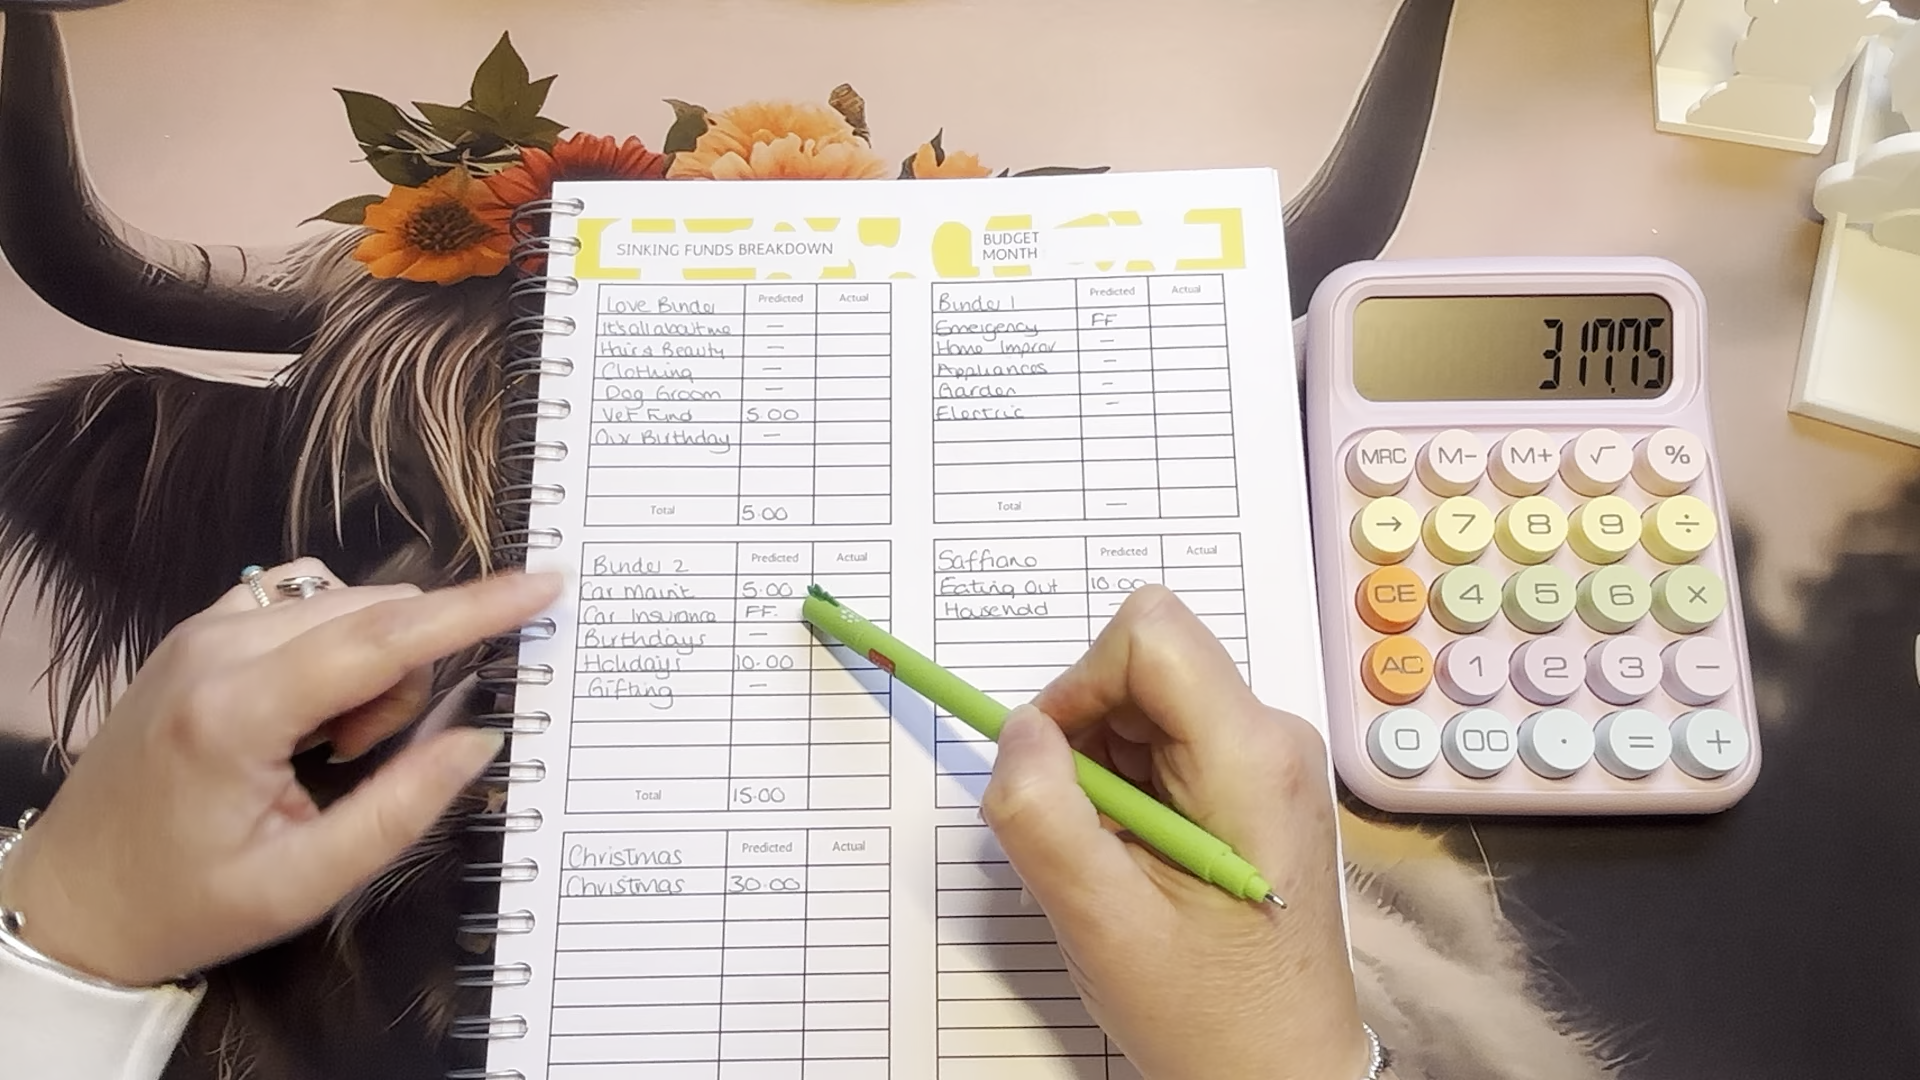 SINKING FUNDS BREAKDOWN
BUDGET
MONTH
Love Binder Predicted Actual
It's all about me —
Hair & Beauty —
Clothing —
Dog Groom —
Vet Fund 5.00
Our Birthday —
Total 5.00
Binder 1 Predicted Actual
Emergency FF
Home Improv —
Appliances —
Garden -
Electric -
Total —
Binder 2 Predicted Actual
Car Maint 5.00
Car Insurance FF.
Birthdays —
Holidays 10.00
Gifting —
Total 15.00
Saffiano Predicted Actual
Eating Out 10.00
Household
Christmas Predicted Actual
Christmas 30.00
317.75
MRC M- M+ √ %
→ 7 8 9 ÷
CE 4 5 6 ×
AC 1 2 3 −
0 00 · = +